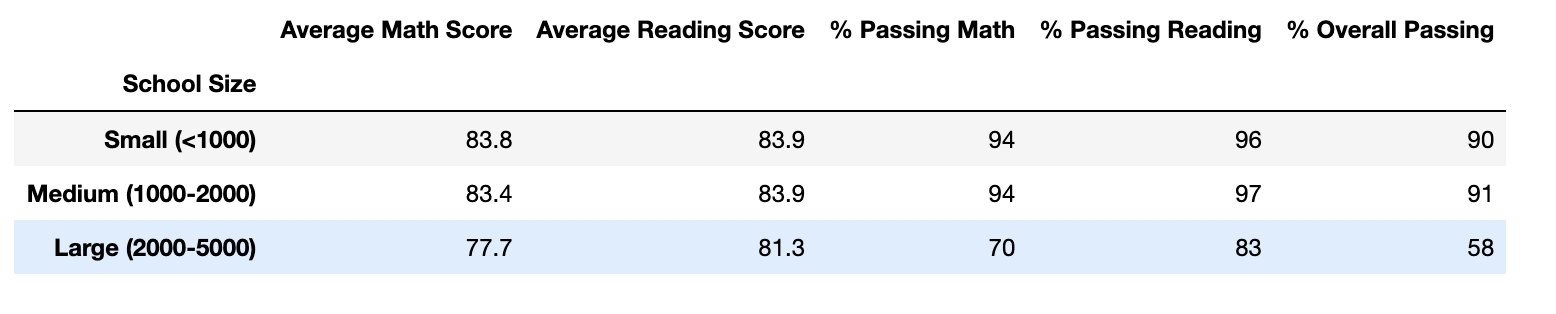 Average Math Score Average Reading Score % Passing Math % Passing Reading % Overall Passing
School Size
Small (<1000) 83.8 83.9 94 96 90
Medium (1000-2000) 83.4 83.9 94 97 91
Large (2000-5000) 77.7 81.3 70 83 58